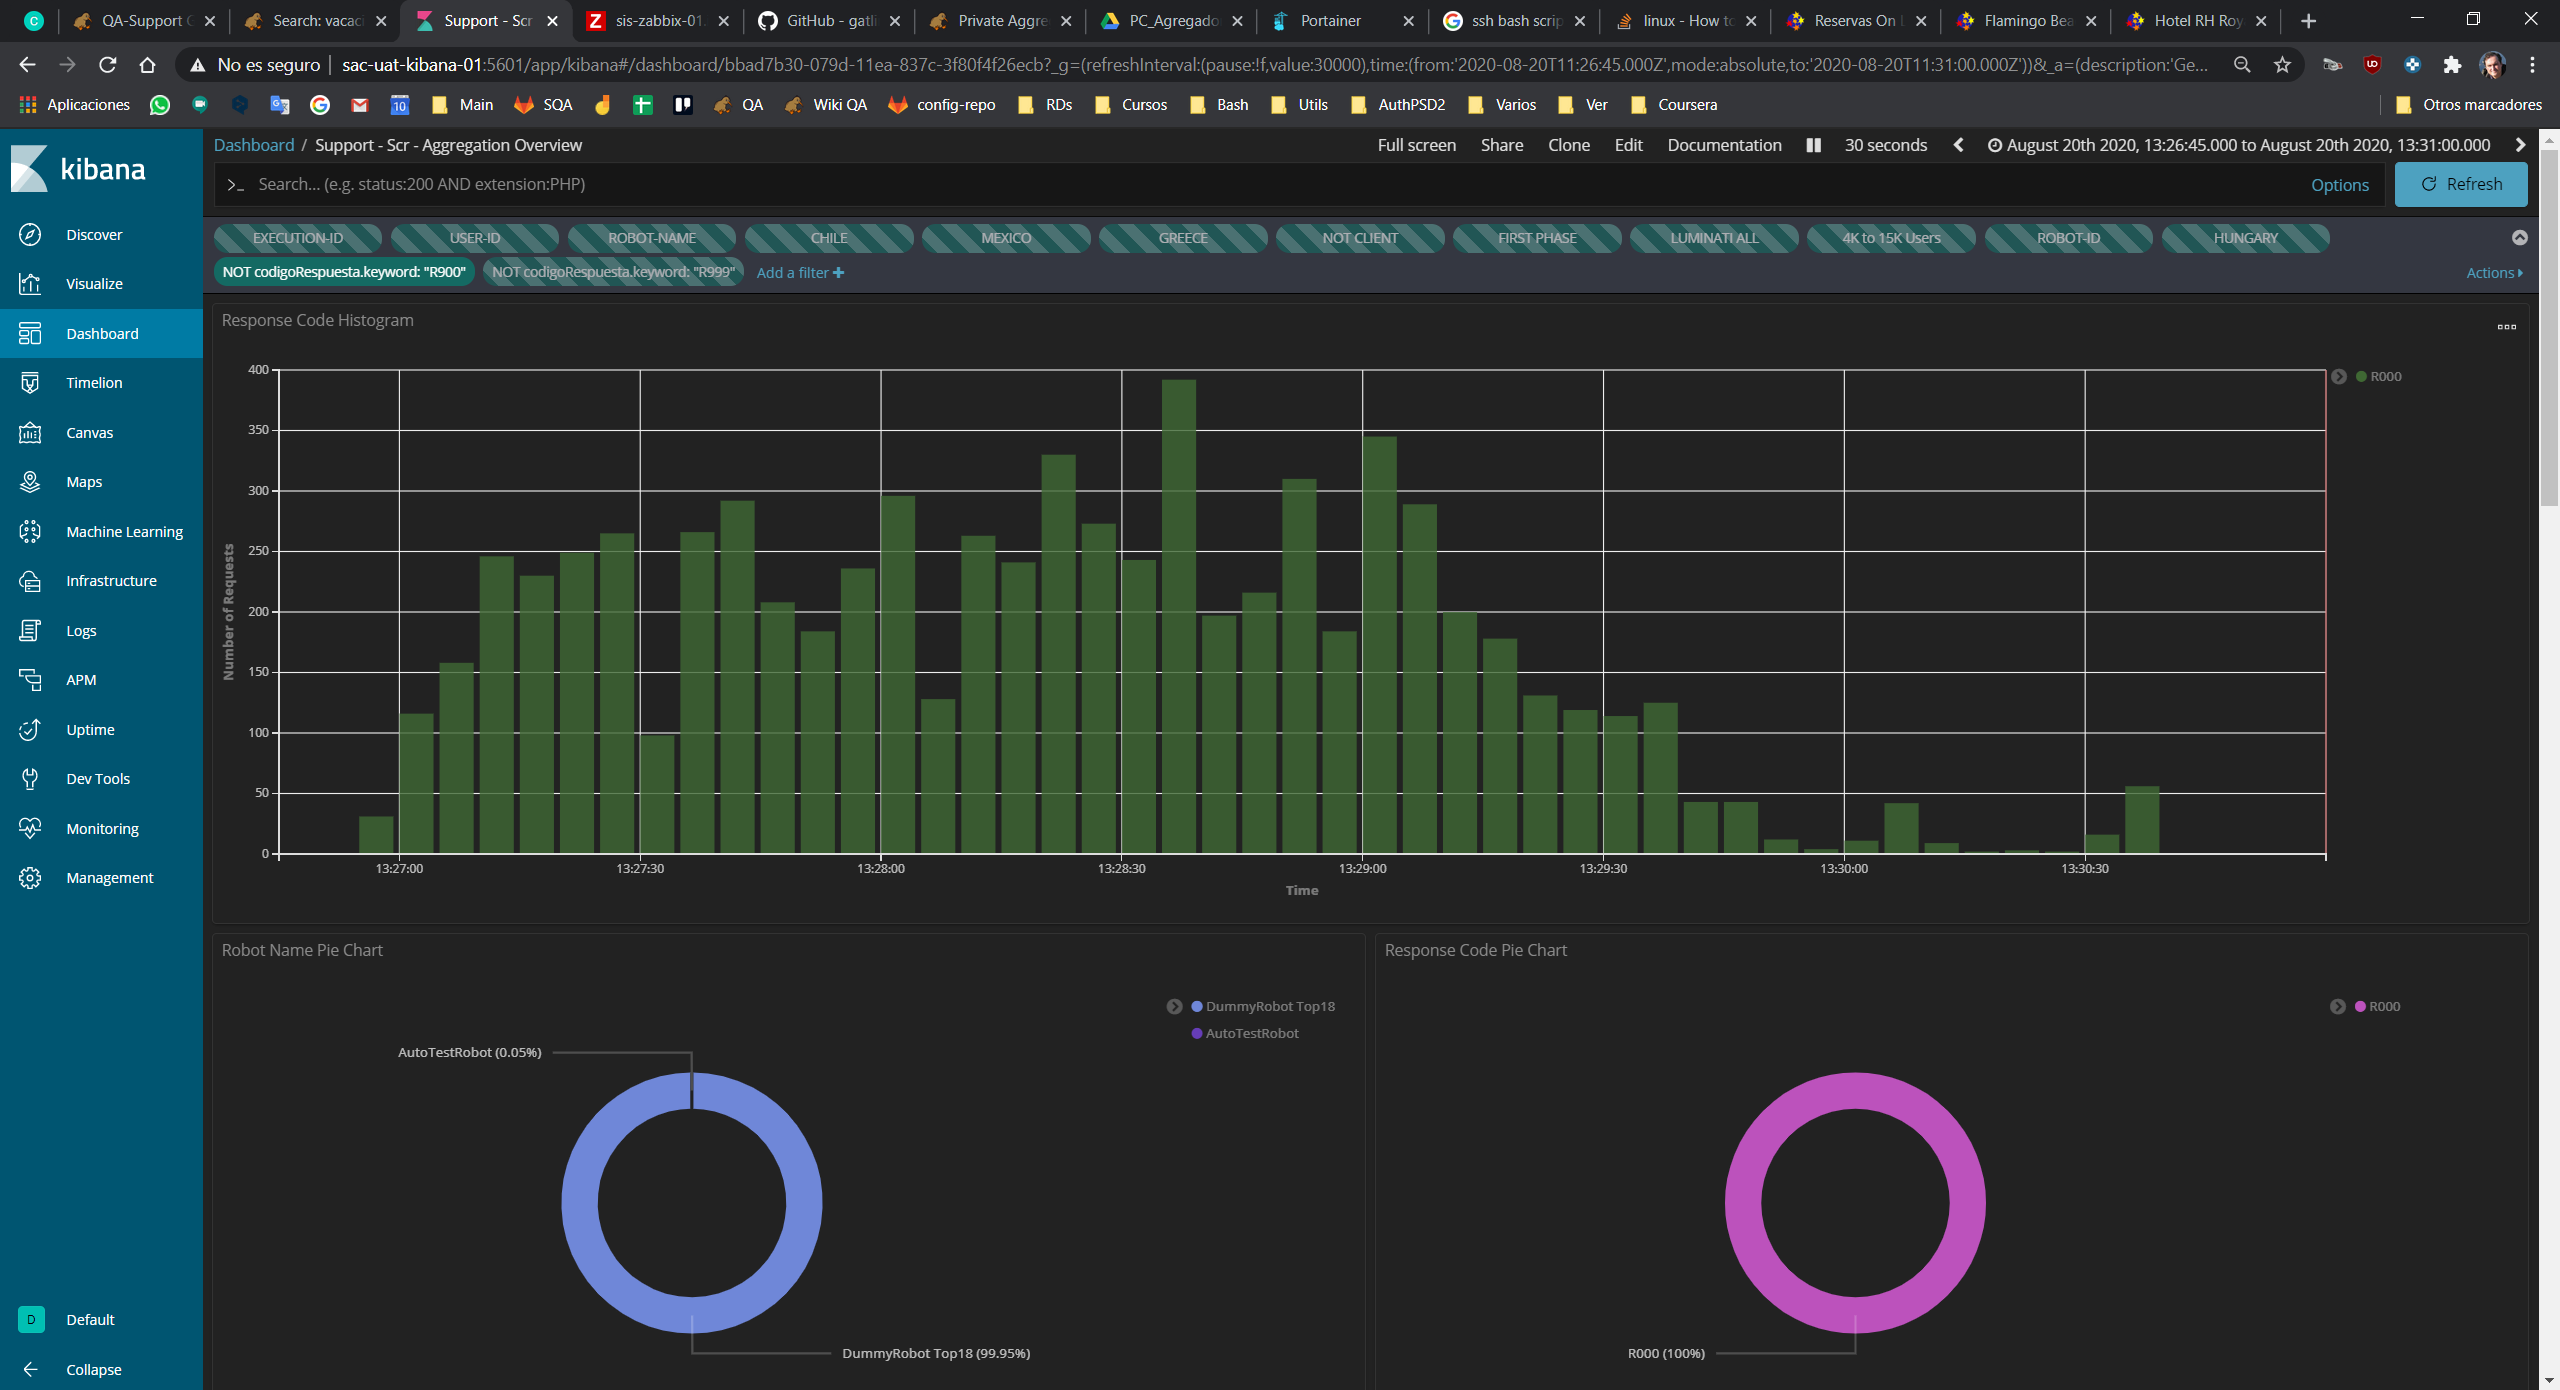 QA-Support G
Search: vacaci
Support - Scr
sis-zabbix-01.
GitHub - gatli
Private Aggre
PC_Agregado
Portainer
ssh bash scrip
linux - How to
Reservas On L
Flamingo Bea
Hotel RH Roy
No es seguro | sac-uat-kibana-01:5601/app/kibana#/dashboard/bbad7b30-079d-11ea-837c-3f80f4f26ecb?_g=(refreshInterval:(pause:!f,value:30000),time:(from:'2020-08-20T11:26:45.000Z',mode:absolute,to:'2020-08-20T11:31:00.000Z'))&_a=(description:'Ge...
Aplicaciones
10
Main
SQA
QA
Wiki QA
config-repo
RDs
Cursos
Bash
Utils
AuthPSD2
Varios
Ver
Coursera
Otros marcadores
kibana
Discover
Visualize
Dashboard
Timelion
Canvas
Maps
Machine Learning
Infrastructure
Logs
APM
Uptime
Dev Tools
Monitoring
Management
D Default
Collapse
Dashboard / Support - Scr - Aggregation Overview
Full screen
Share
Clone
Edit
Documentation
30 seconds
August 20th 2020, 13:26:45.000 to August 20th 2020, 13:31:00.000
>_ Search... (e.g. status:200 AND extension:PHP)
Options
Refresh
EXECUTION-ID
USER-ID
ROBOT-NAME
CHILE
MEXICO
GREECE
NOT CLIENT
FIRST PHASE
LUMINATI ALL
4K to 15K Users
ROBOT-ID
HUNGARY
NOT codigoRespuesta.keyword: "R900"
NOT codigoRespuesta.keyword: "R999"
Add a filter +
Actions
Response Code Histogram
400
350
300
250
200
150
100
50
0
Number of Requests
13:27:00
13:27:30
13:28:00
13:28:30
13:29:00
13:29:30
13:30:00
13:30:30
Time
R000
Robot Name Pie Chart
DummyRobot Top18
AutoTestRobot
AutoTestRobot (0.05%)
DummyRobot Top18 (99.95%)
Response Code Pie Chart
R000
R000 (100%)